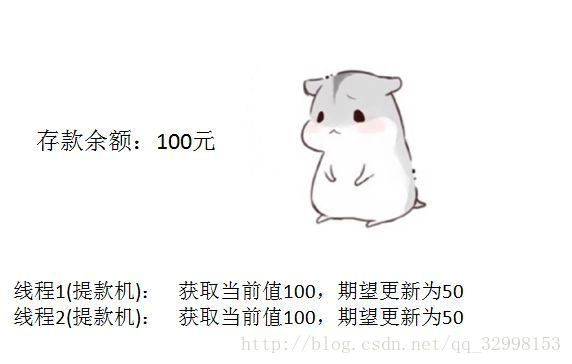 存款余额：100元
线程1(提款机)： 获取当前值100，期望更新为50
线程2(提款机)： 获取当前值100，期望更新为50
http://blog.csdn.net/qq_32998153